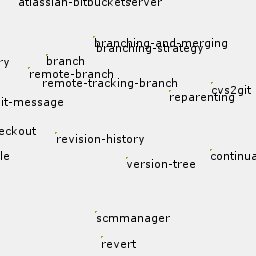 atlassian-bitbucketserver
branching-and-merging
branching-strategy
branch
ry
remote-branch
remote-tracking-branch
cvs2git
reparenting
it-message
eckout
revision-history
le
version-tree
continua
scmmanager
revert